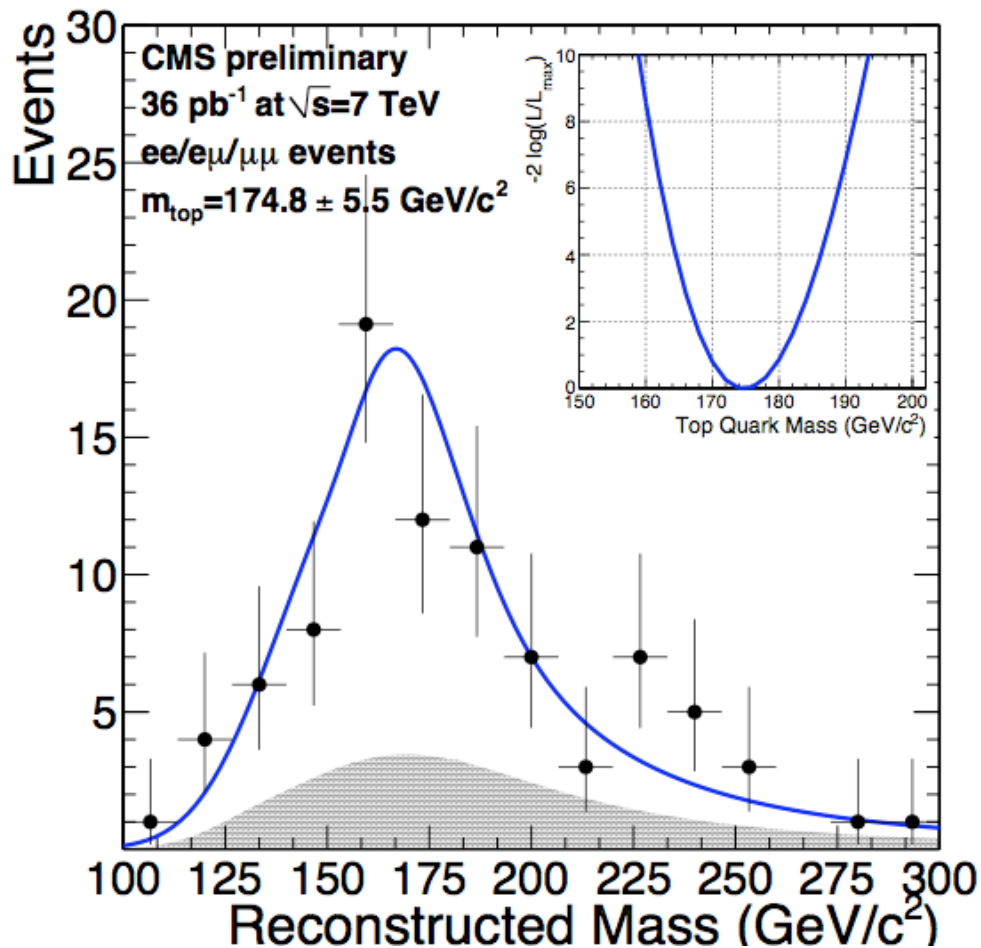 Events
30
25
20
15
10
5
CMS preliminary
36 pb⁻¹ at √s=7 TeV
ee/eμ/μμ events
m_top=174.8 ± 5.5 GeV/c²
-2 log(L/L_max)
10
8
6
4
2
0
150 160 170 180 190 200
Top Quark Mass (GeV/c²)
100 125 150 175 200 225 250 275 300
Reconstructed Mass (GeV/c²)